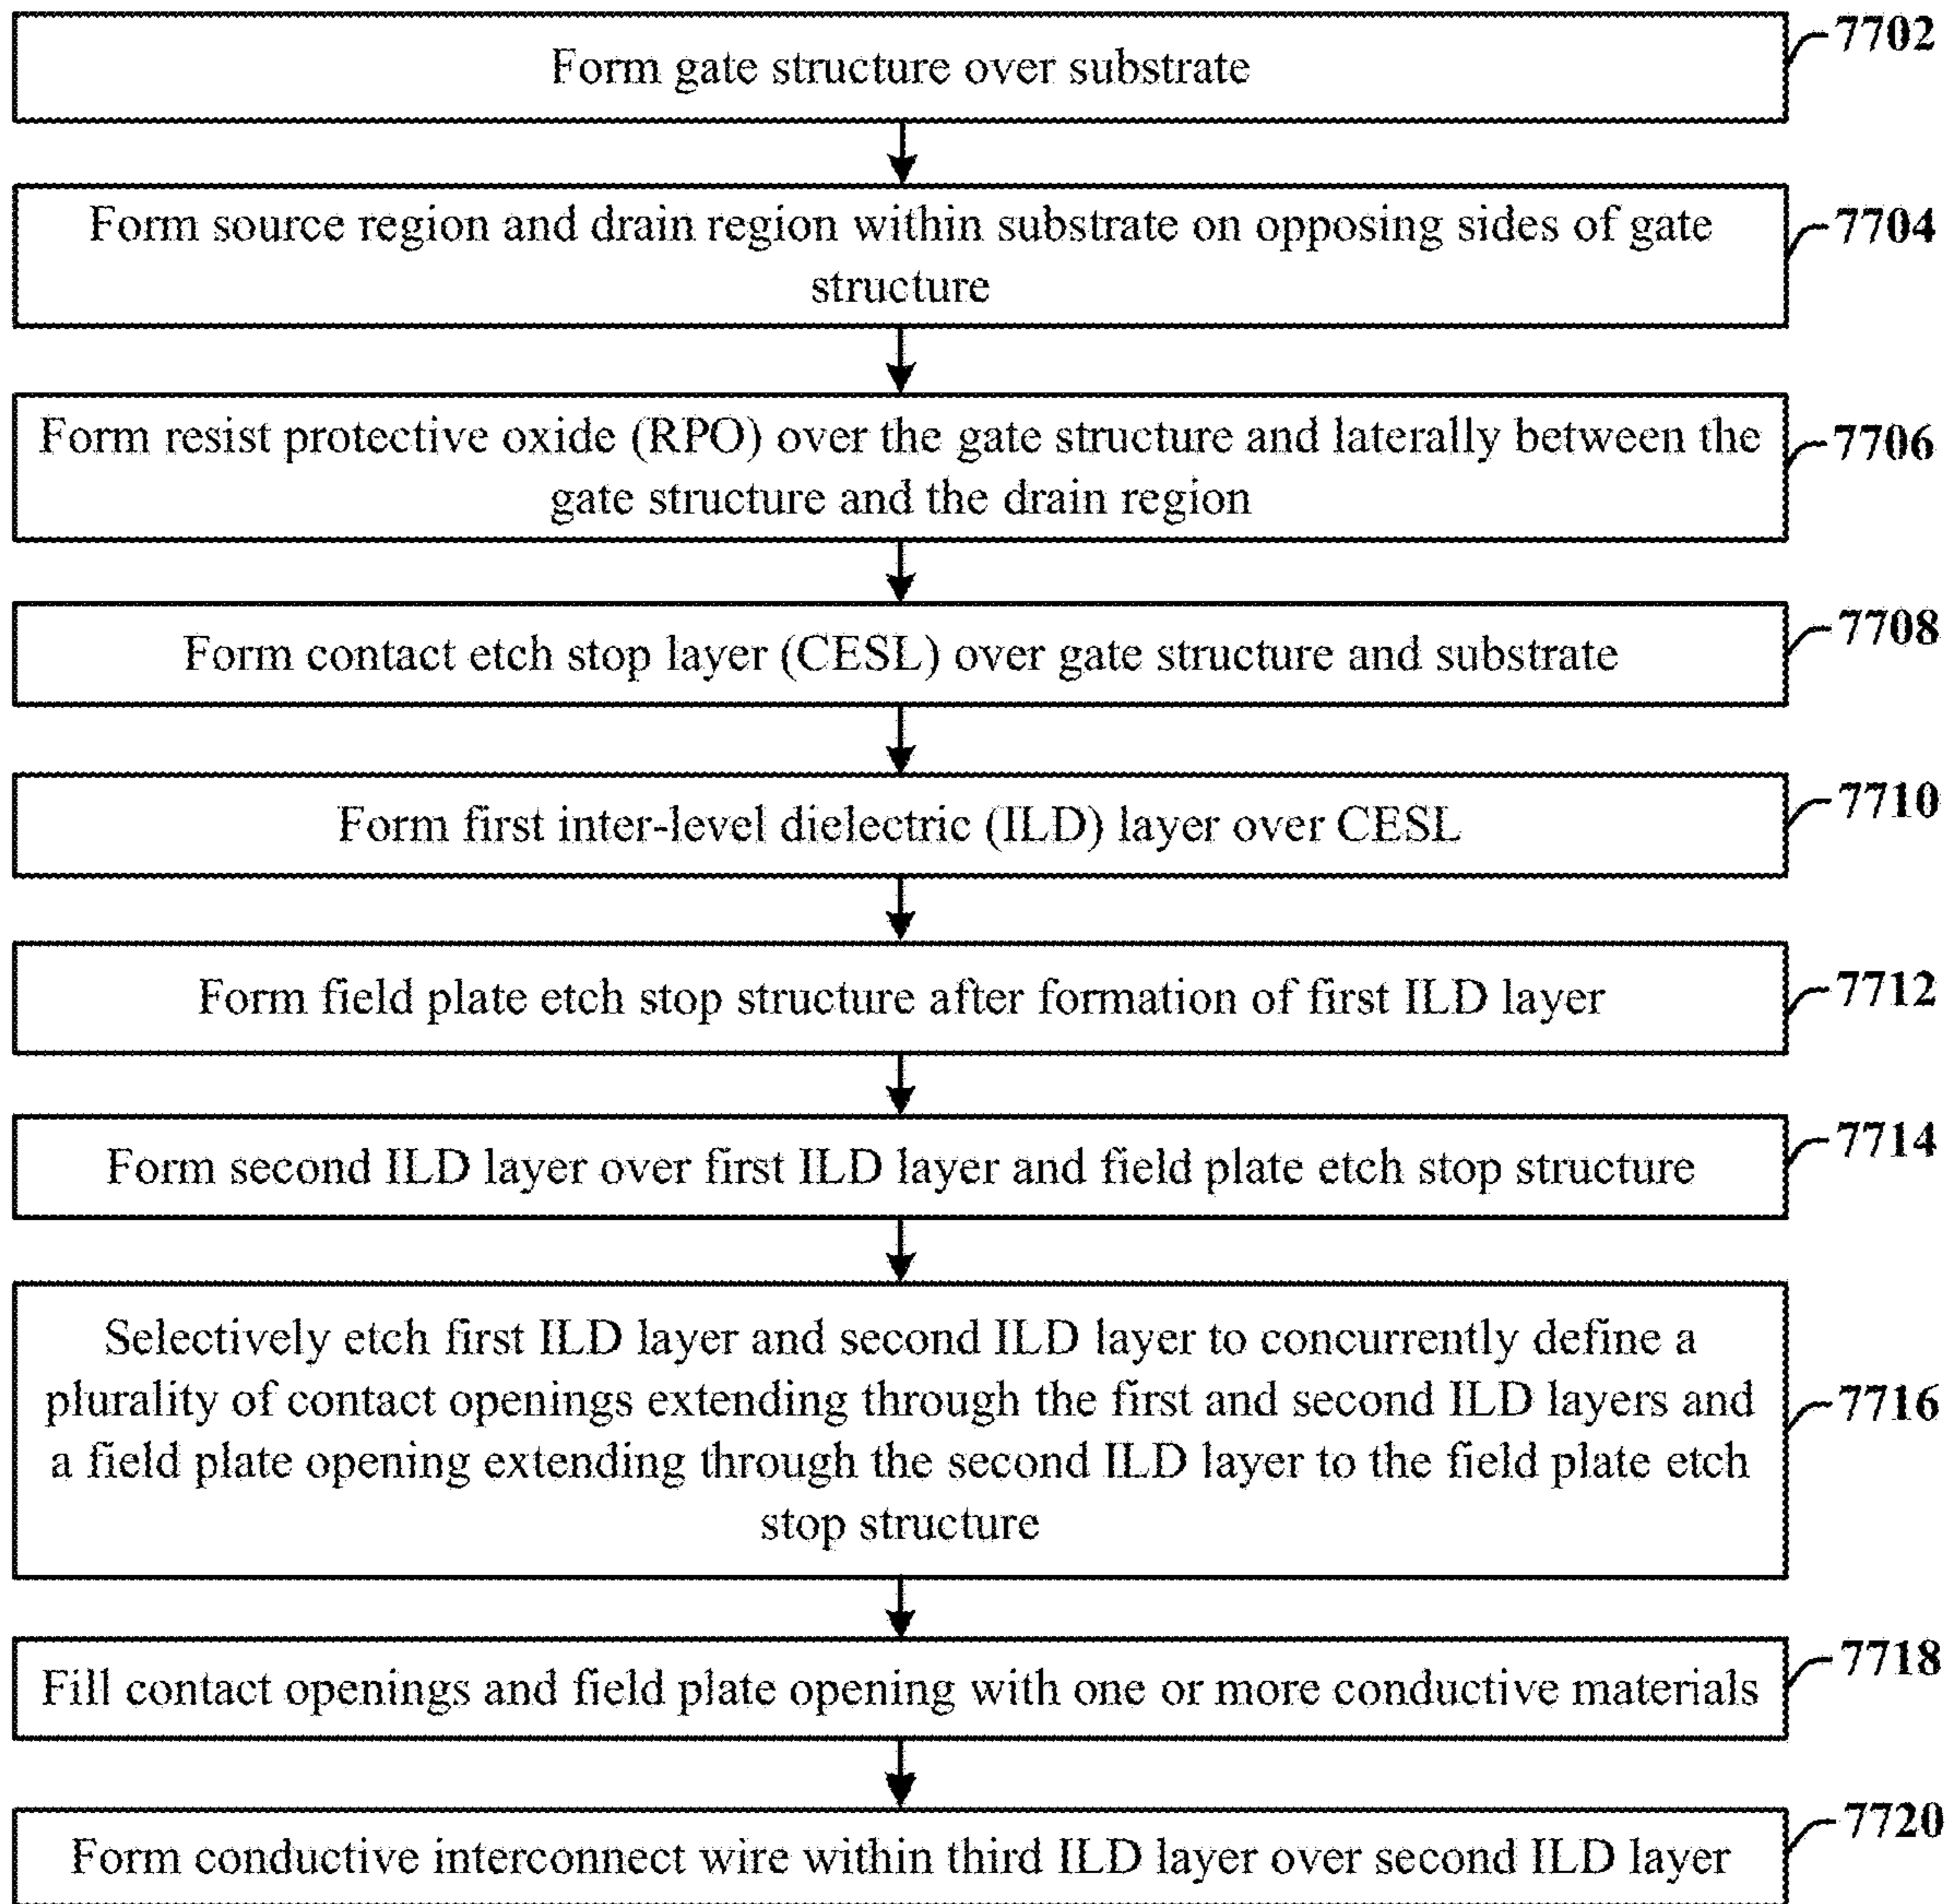 7702
Form gate structure over substrate
Form source region and drain region within substrate on opposing sides of gate
structure
7704
Form resist protective oxide (RPO) over the gate structure and laterally between the
gate structure and the drain region
7706
Form contact etch stop layer (CESL) over gate structure and substrate
7708
Form first inter-level dielectric (ILD) layer over CESL
7710
Form field plate etch stop structure after formation of first ILD layer
7712
Form second ILD layer over first ILD layer and field plate etch stop structure
7714
Selectively etch first ILD layer and second ILD layer to concurrently define a
plurality of contact openings extending through the first and second ILD layers and
a field plate opening extending through the second ILD layer to the field plate etch
stop structure
7716
Fill contact openings and field plate opening with one or more conductive materials
7718
Form conductive interconnect wire within third ILD layer over second ILD layer
7720